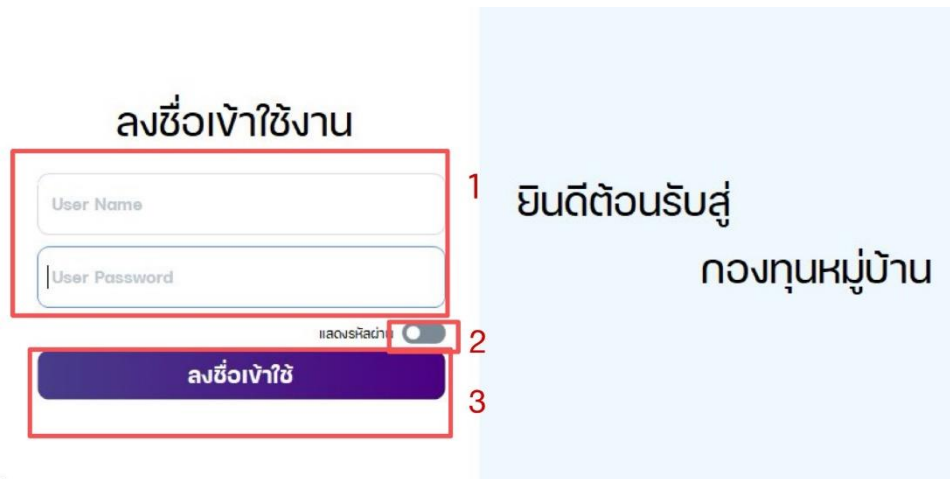 ลงชื่อเข้าใช้งาน
User Name
1
User Password
แสดงรหัสผ่าน
2
ลงชื่อเข้าใช้
3
ยินดีต้อนรับสู่
กองทุนหมู่บ้าน